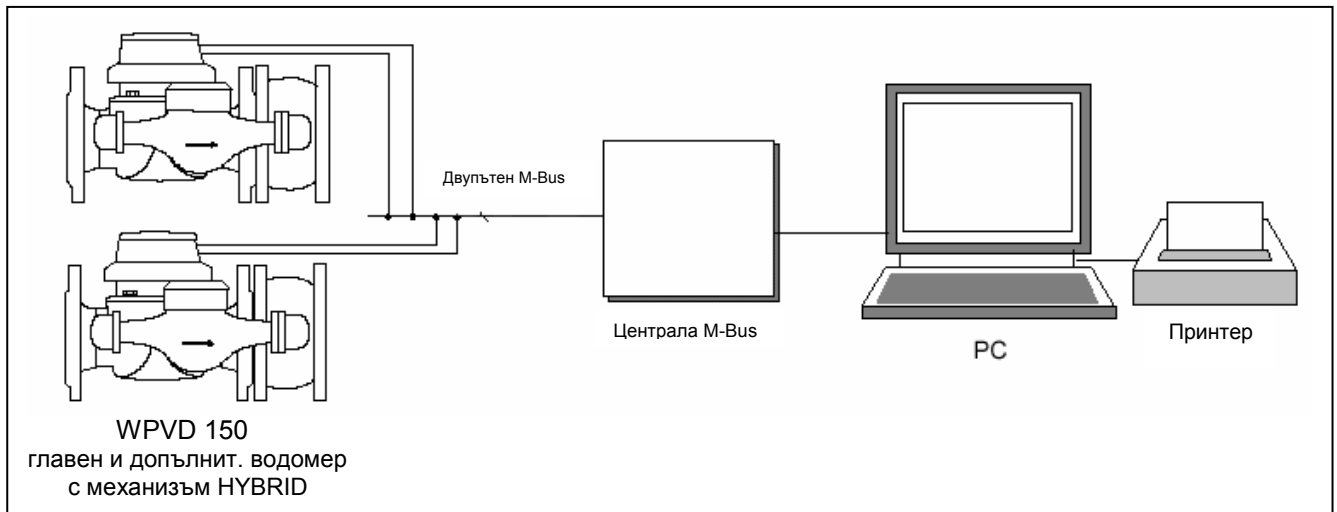 Двупътен M-Bus
Централа M-Bus
PC
Принтер
WPVD 150
главен и допълнит. водомер
с механизъм HYBRID